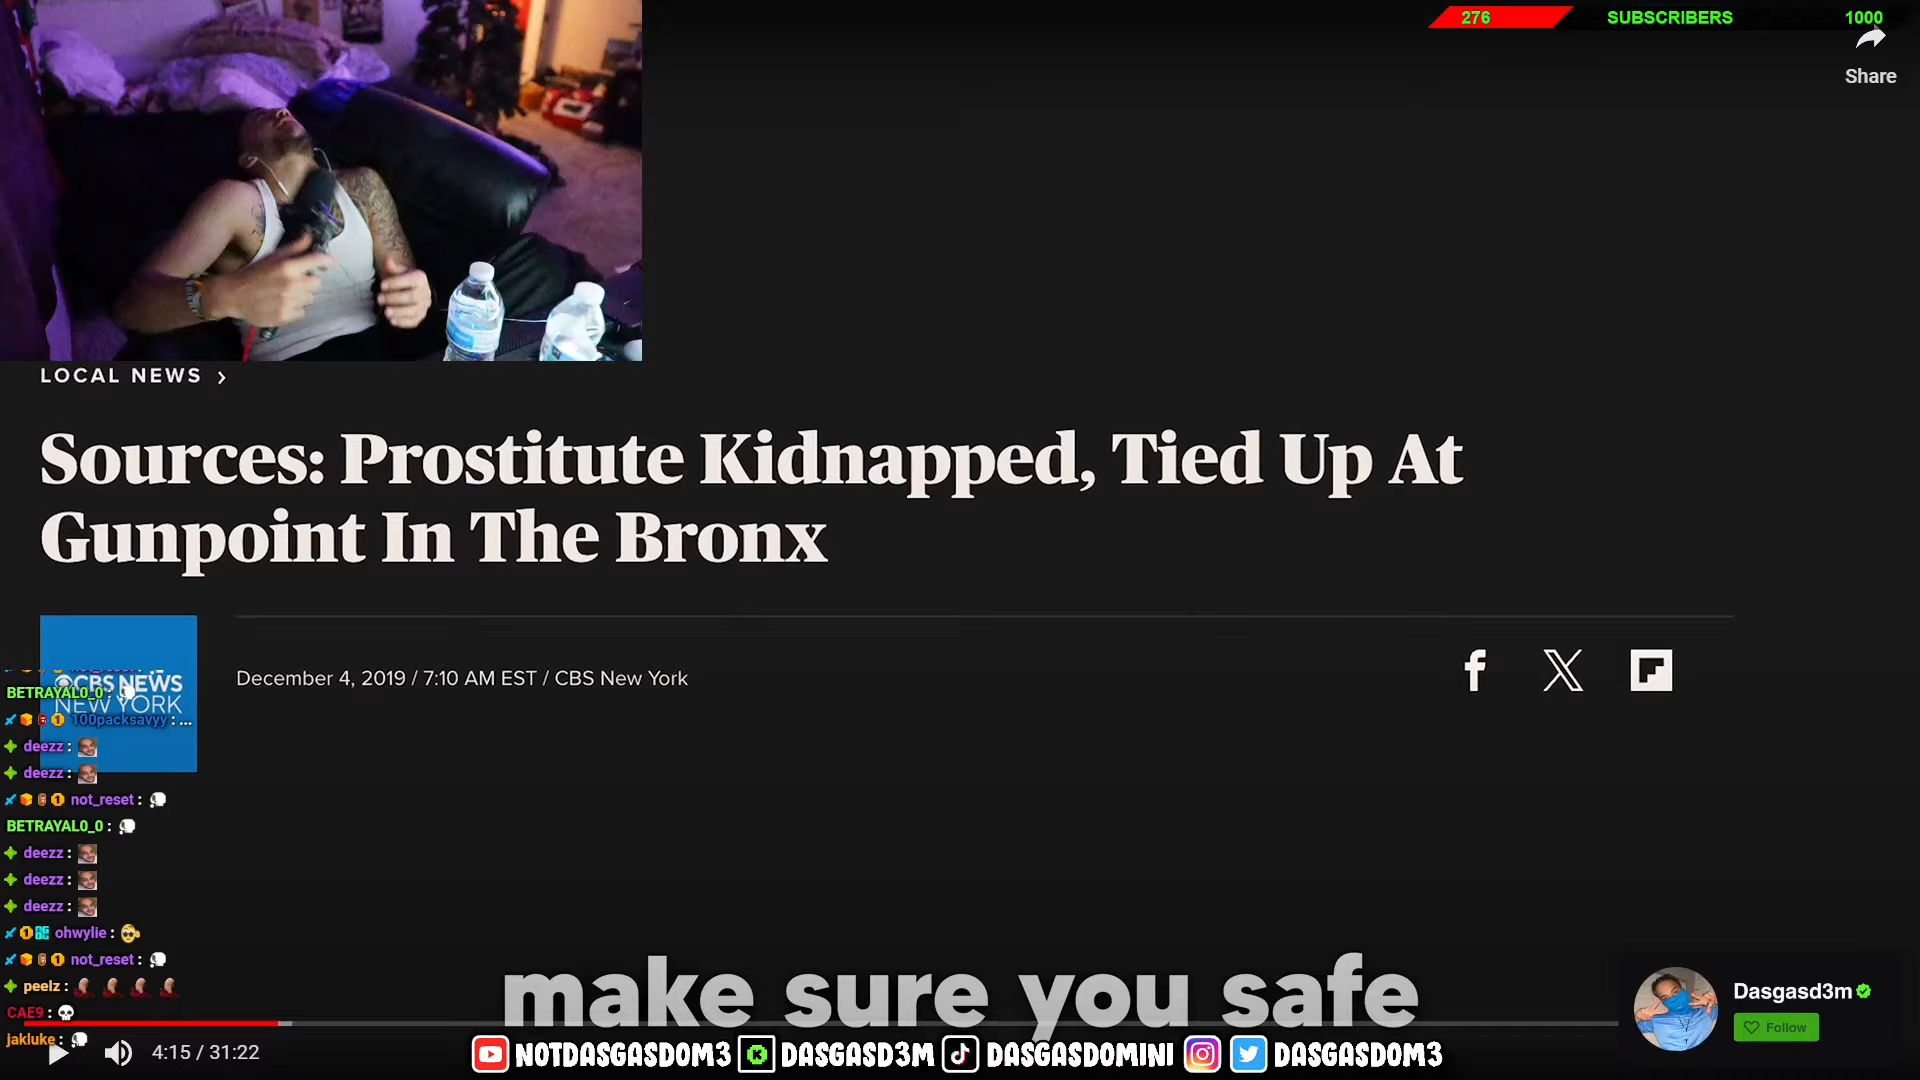 276 SUBSCRIBERS 1000
Share
LOCAL NEWS >
Sources: Prostitute Kidnapped, Tied Up At
Gunpoint In The Bronx
CBS NEWS
NEW YORK
December 4, 2019 / 7:10 AM EST / CBS New York
BETRAYAL0_0 :
100packsavyy : ...
deezz :
deezz :
not_reset :
BETRAYAL0_0 :
deezz :
deezz :
deezz :
ohwylie :
not_reset :
peelz :
CAE9 :
jakluke :
make sure you safe
Dasgasd3m
Follow
4:15 / 31:22
NOTDASGASDOM3 DASGASD3M DASGASDOMINI DASGASDOM3